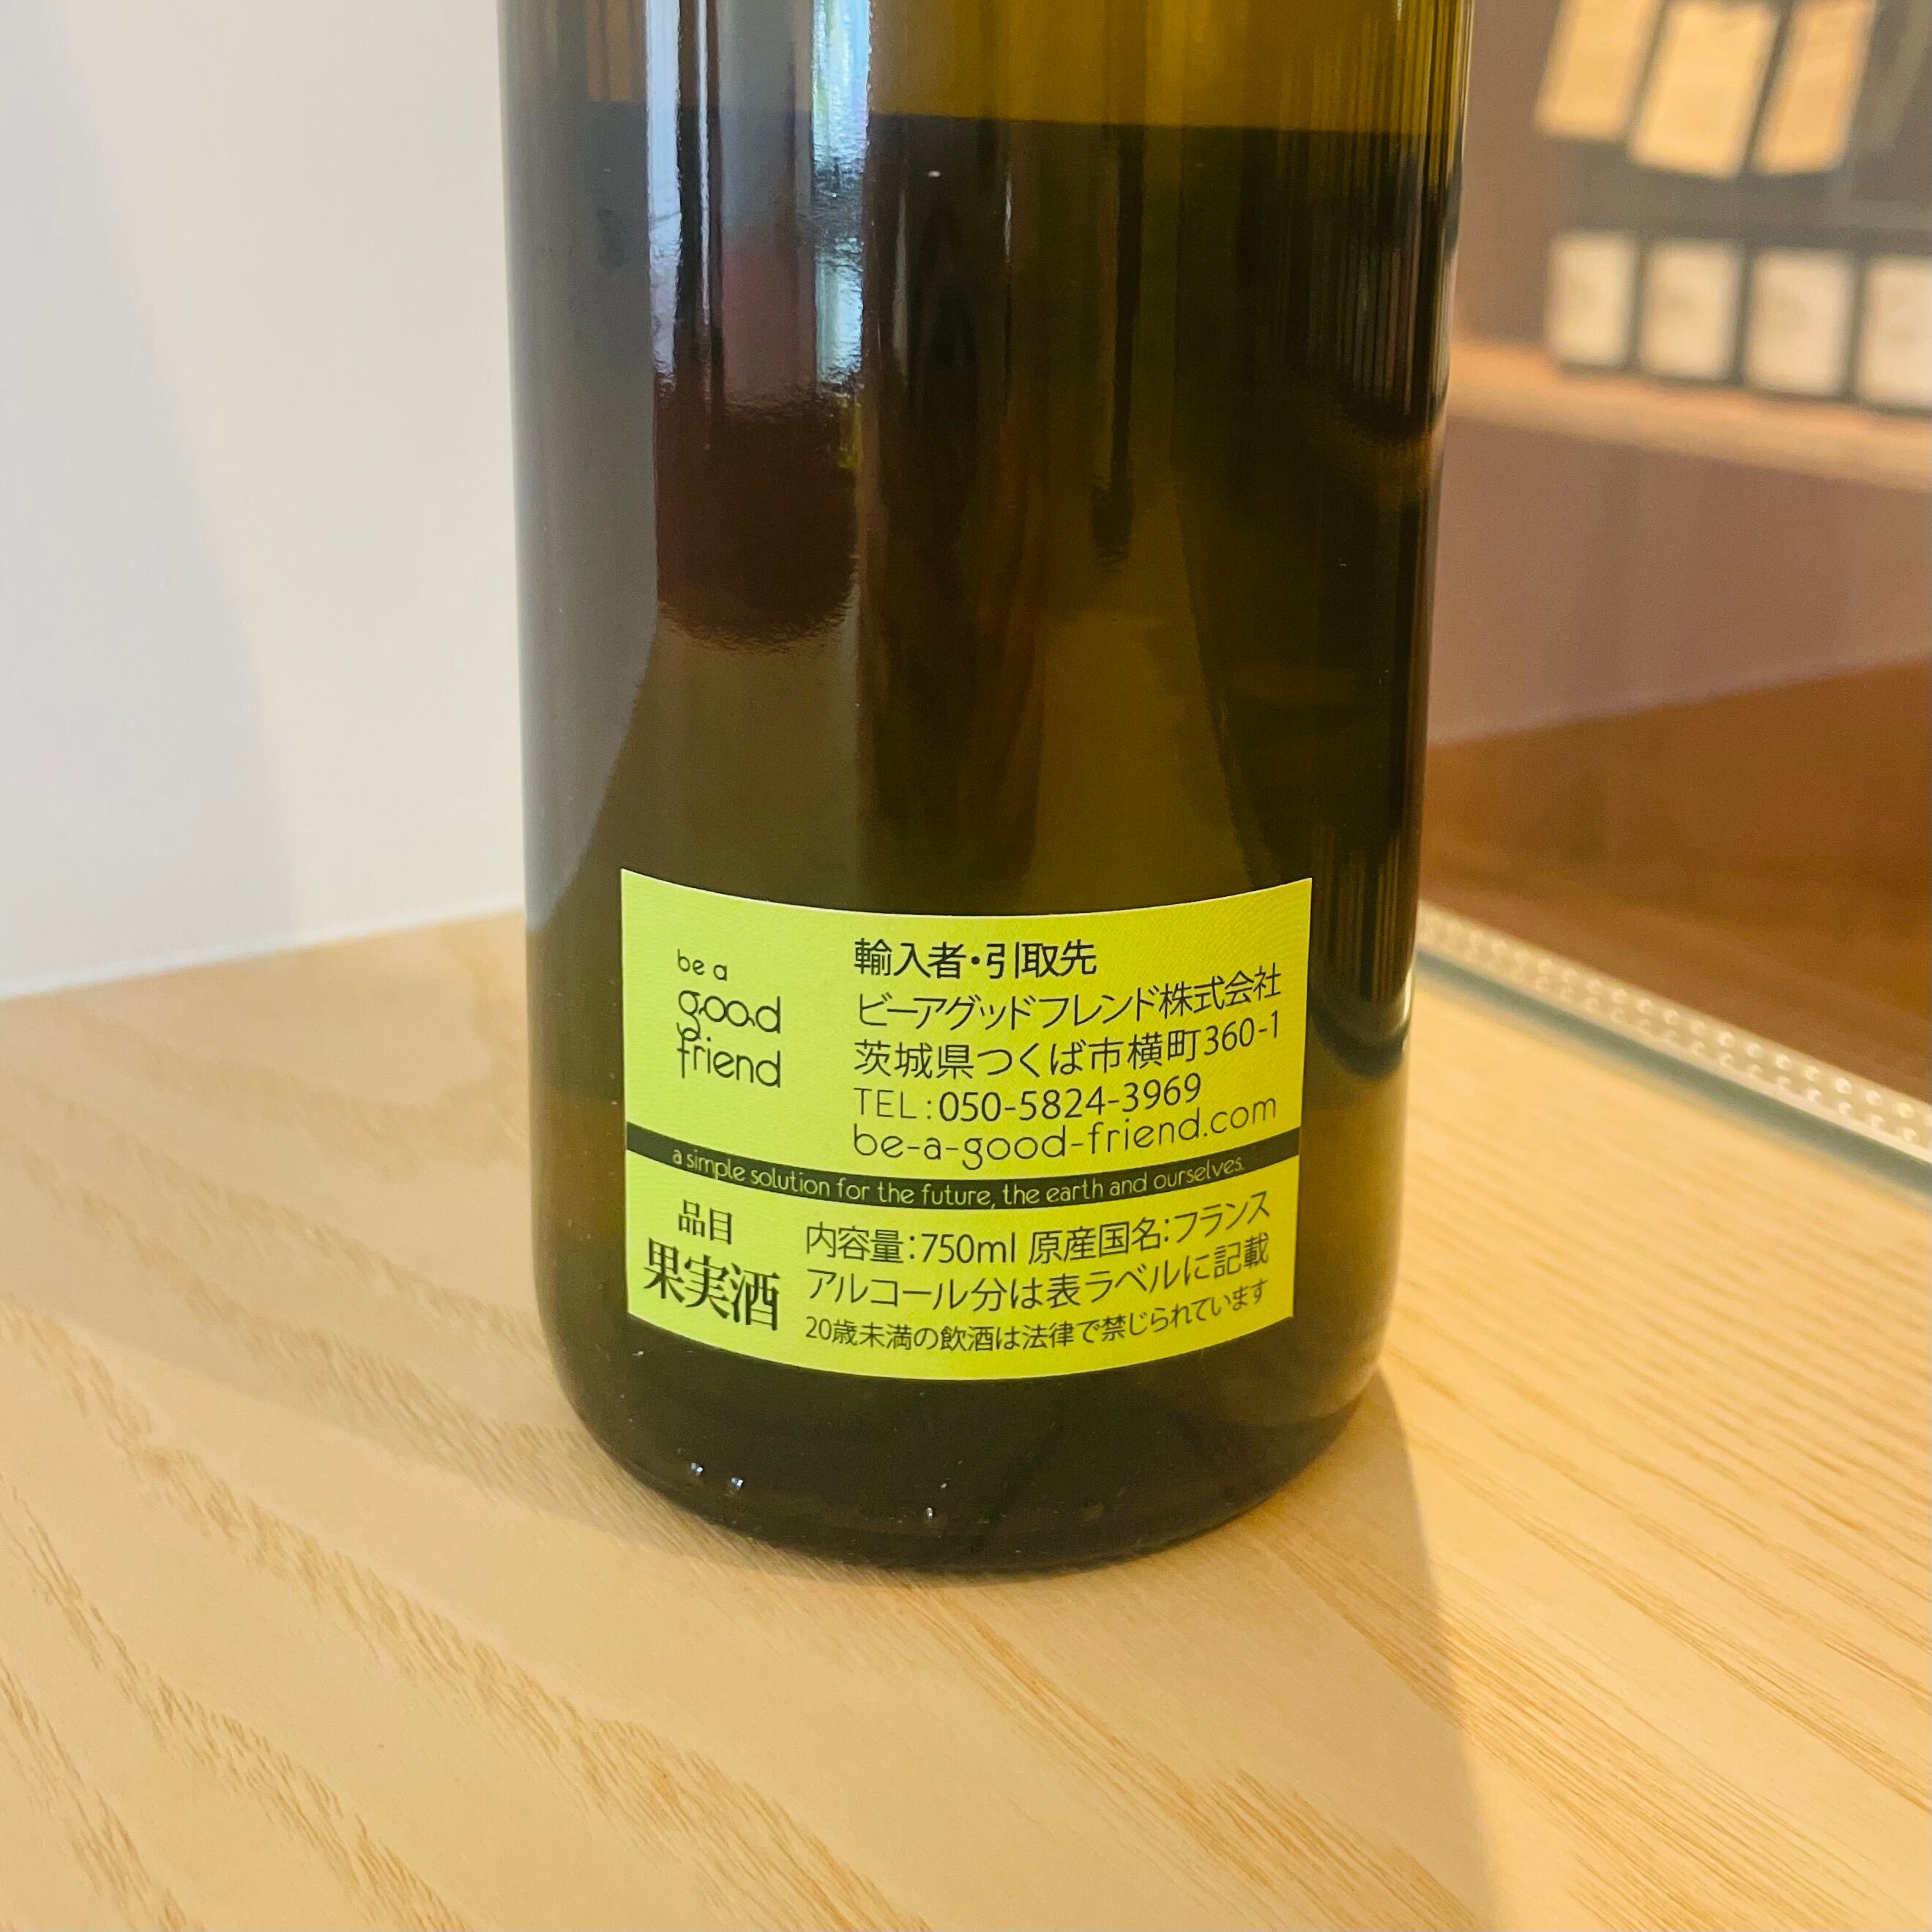 be a
good
friend
輸入者・引取先
ビーアグッドフレンド株式会社
茨城県つくば市横町360-1
TEL:050-5824-3969
be-a-good-friend.com
a simple solution for the future, the earth and ourselves.
品目
果実酒
内容量:750ml 原産国名:フランス
アルコール分は表ラベルに記載
20歳未満の飲酒は法律で禁じられています